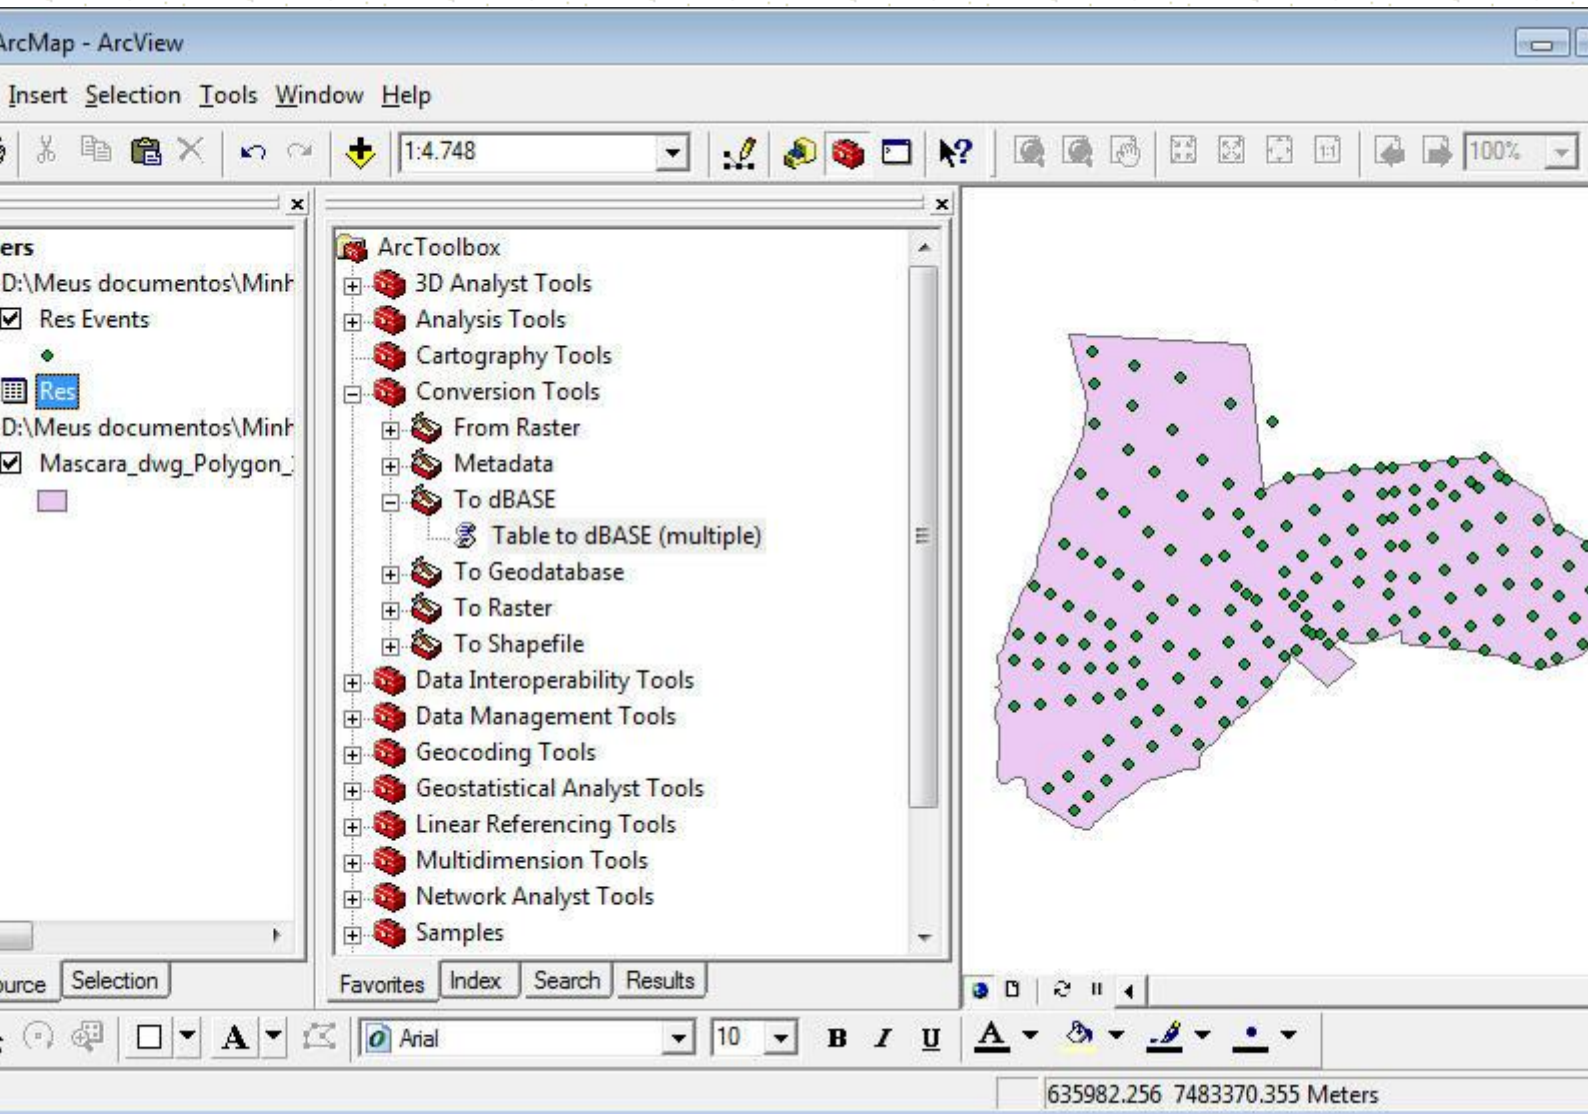 ArcMap - ArcView
Insert Selection Tools Window Help
1:4.748
100%
1:1
ers
D:\Meus documentos\Minh
Res Events
Res
D:\Meus documentos\Minh
Mascara_dwg_Polygon_
ArcToolbox
3D Analyst Tools
Analysis Tools
Cartography Tools
Conversion Tools
From Raster
Metadata
To dBASE
Table to dBASE (multiple)
To Geodatabase
To Raster
To Shapefile
Data Interoperability Tools
Data Management Tools
Geocoding Tools
Geostatistical Analyst Tools
Linear Referencing Tools
Multidimension Tools
Network Analyst Tools
Samples
ource Selection
Favorites Index Search Results
A Arial 10 B I U A
635982.256 7483370.355 Meters